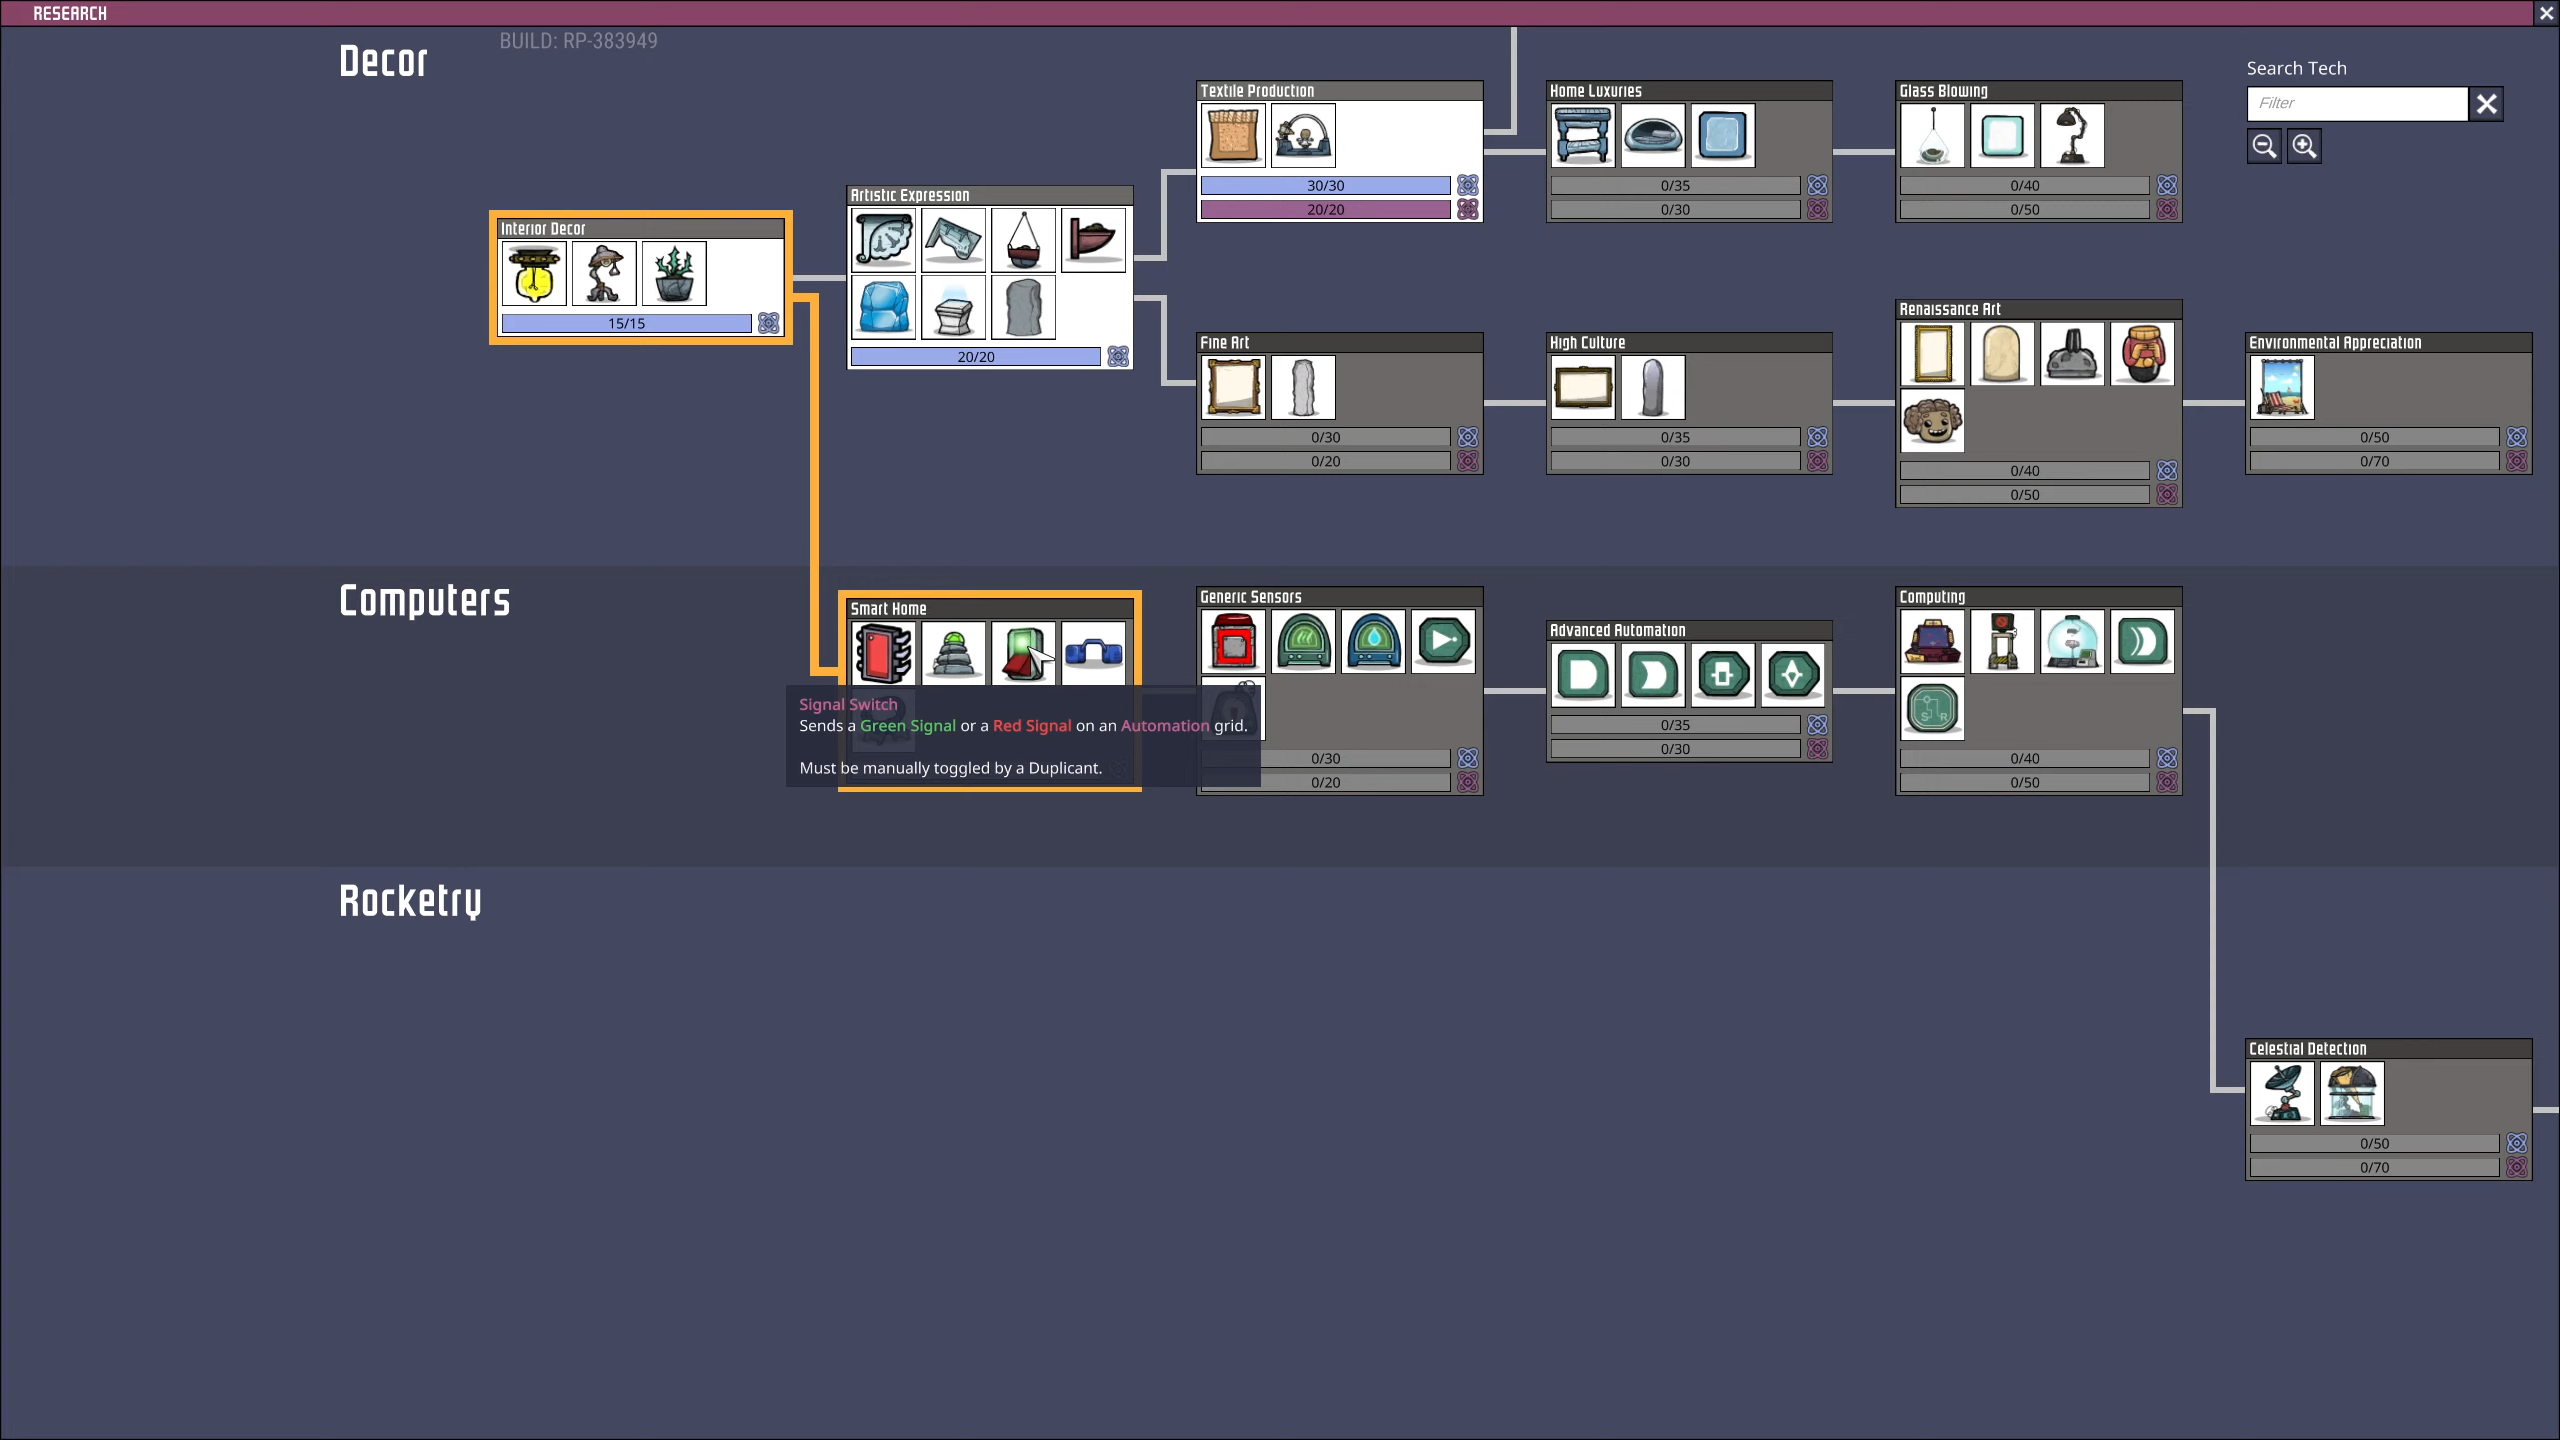 RESEARCH
BUILD: RP-383949
Decor
Search Tech
Filter
Textile Production
30/30
20/20
Home Luxuries
0/35
0/30
Glass Blowing
0/40
0/50
Interior Decor
15/15
Artistic Expression
20/20
Fine Art
0/30
0/20
High Culture
0/35
0/30
Renaissance Art
0/40
0/50
Environmental Appreciation
0/50
0/70
Computers
Smart Home
Signal Switch
Sends a Green Signal or a Red Signal on an Automation grid.
Must be manually toggled by a Duplicant.
Generic Sensors
0/30
0/20
Advanced Automation
0/35
0/30
Computing
S R
0/40
0/50
Rocketry
Celestial Detection
0/50
0/70